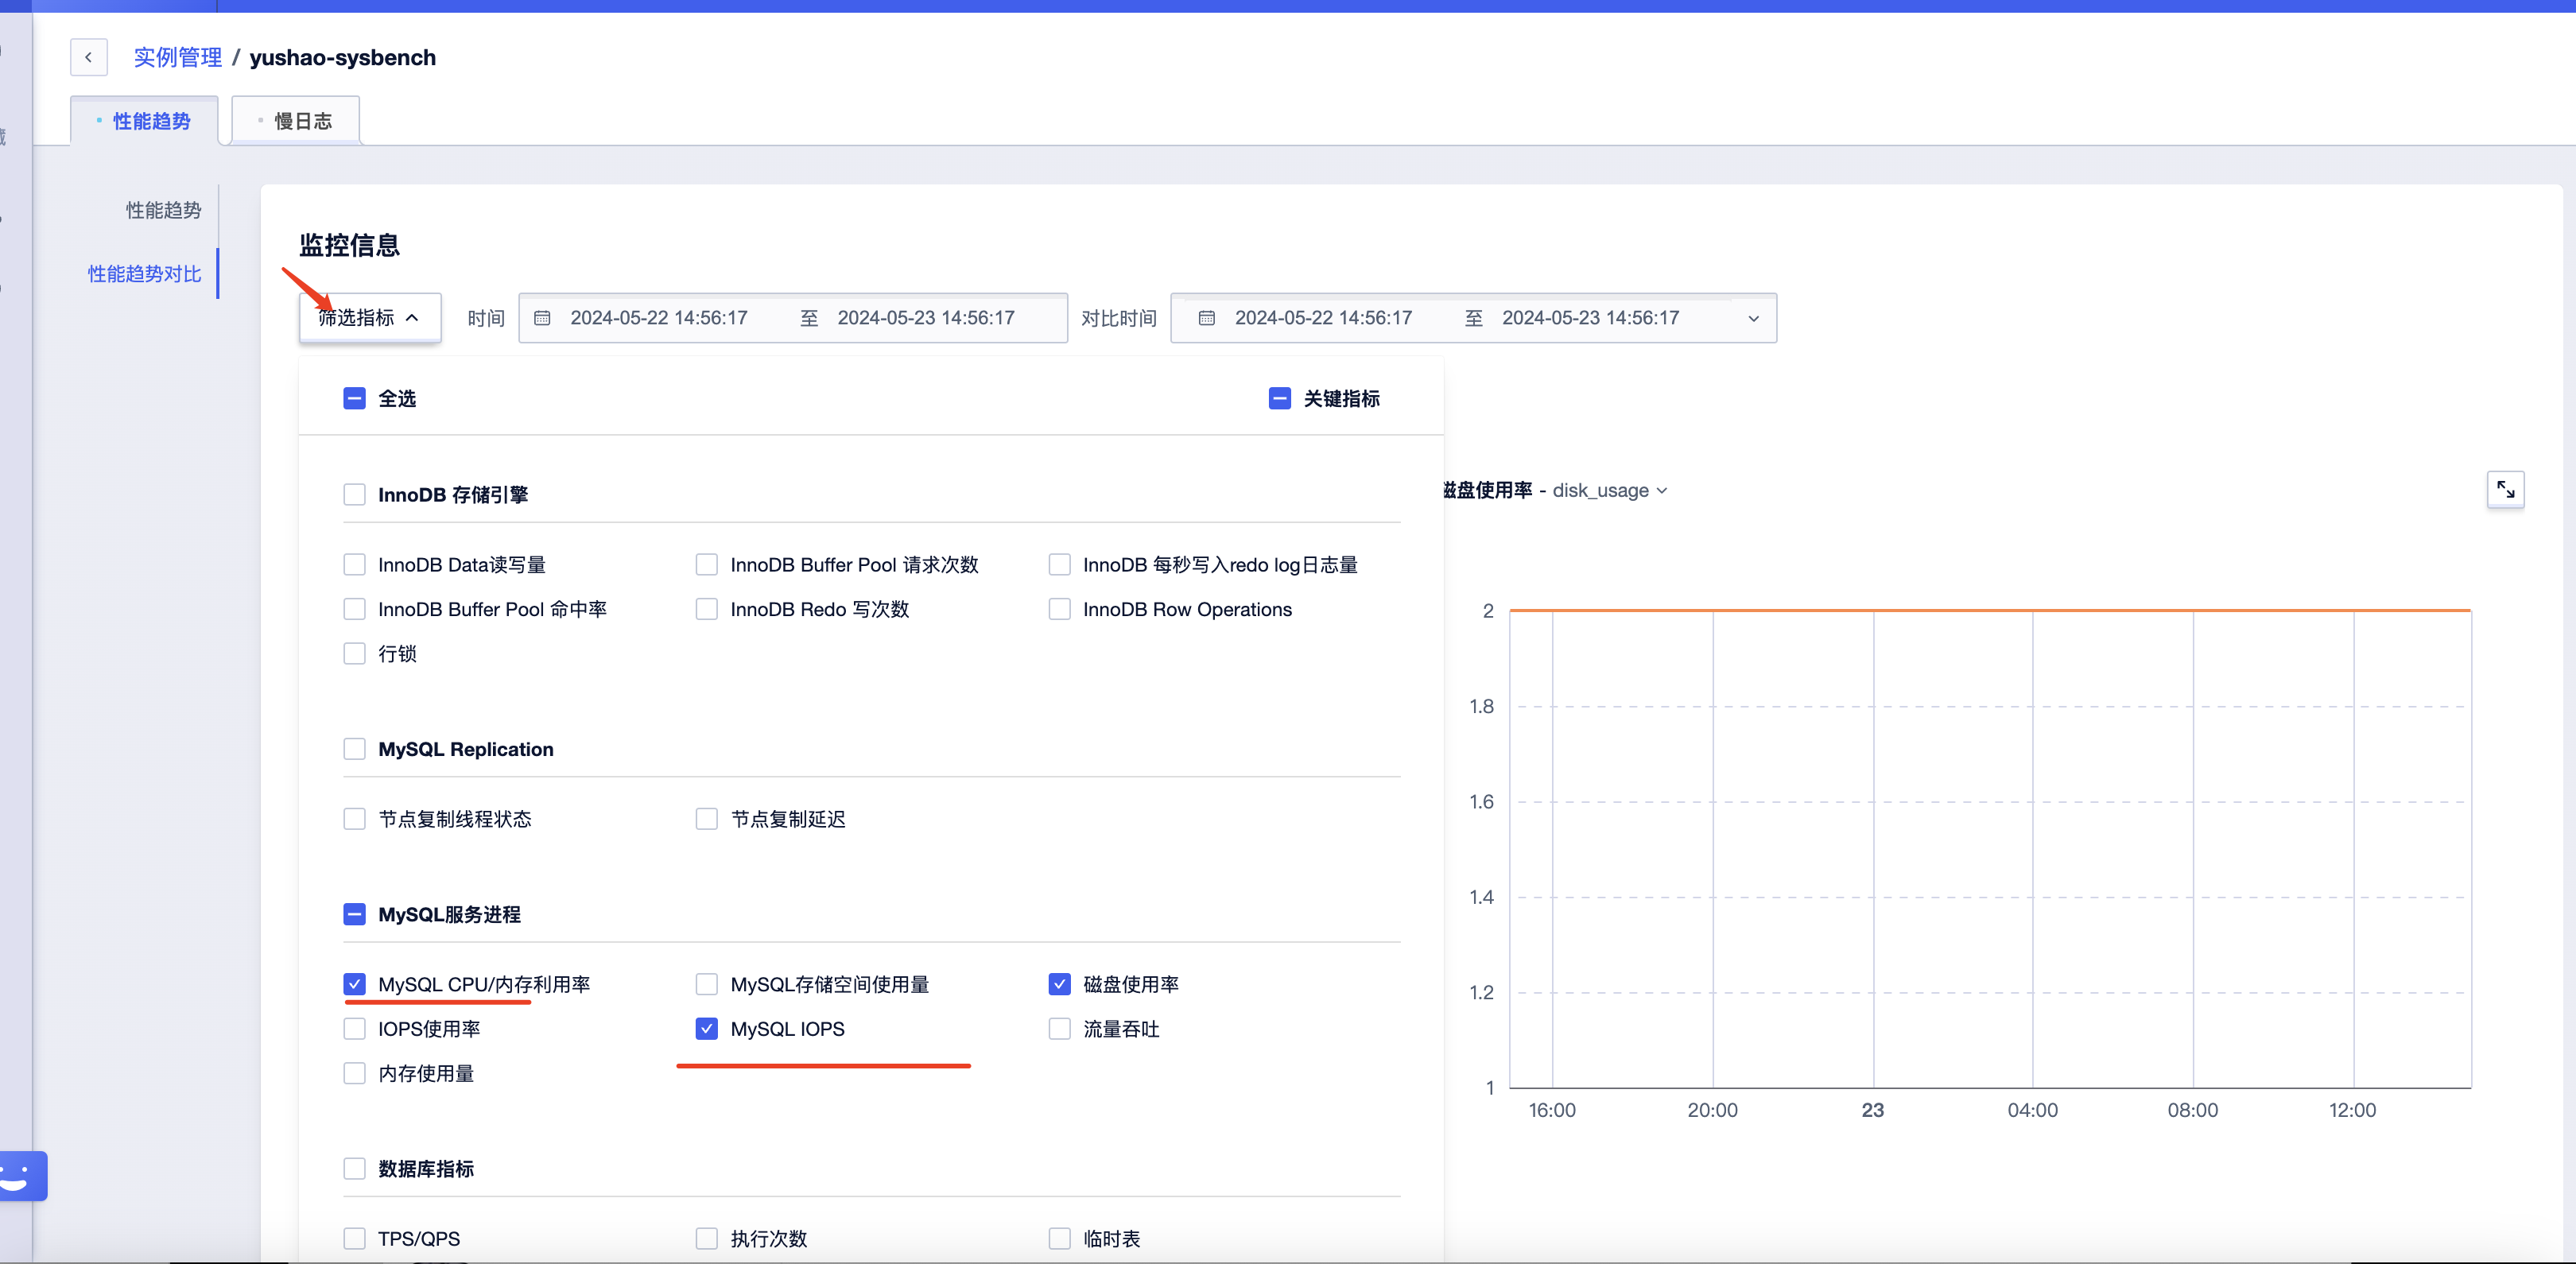 实例管理 / yushao-sysbench
性能趋势
慢日志
性能趋势
性能趋势对比
监控信息
筛选指标 时间 2024-05-22 14:56:17 至 2024-05-23 14:56:17 对比时间 2024-05-22 14:56:17 至 2024-05-23 14:56:17
全选 关键指标
InnoDB 存储引擎
InnoDB Data读写量 InnoDB Buffer Pool 请求次数 InnoDB 每秒写入redo log日志量
InnoDB Buffer Pool 命中率 InnoDB Redo 写次数 InnoDB Row Operations
行锁
MySQL Replication
节点复制线程状态 节点复制延迟
MySQL服务进程
MySQL CPU/内存利用率 MySQL存储空间使用量 磁盘使用率
IOPS使用率 MySQL IOPS 流量吞吐
内存使用量
数据库指标
TPS/QPS 执行次数 临时表
磁盘使用率 - disk_usage
2
1.8
1.6
1.4
1.2
1
16:00 20:00 23 04:00 08:00 12:00